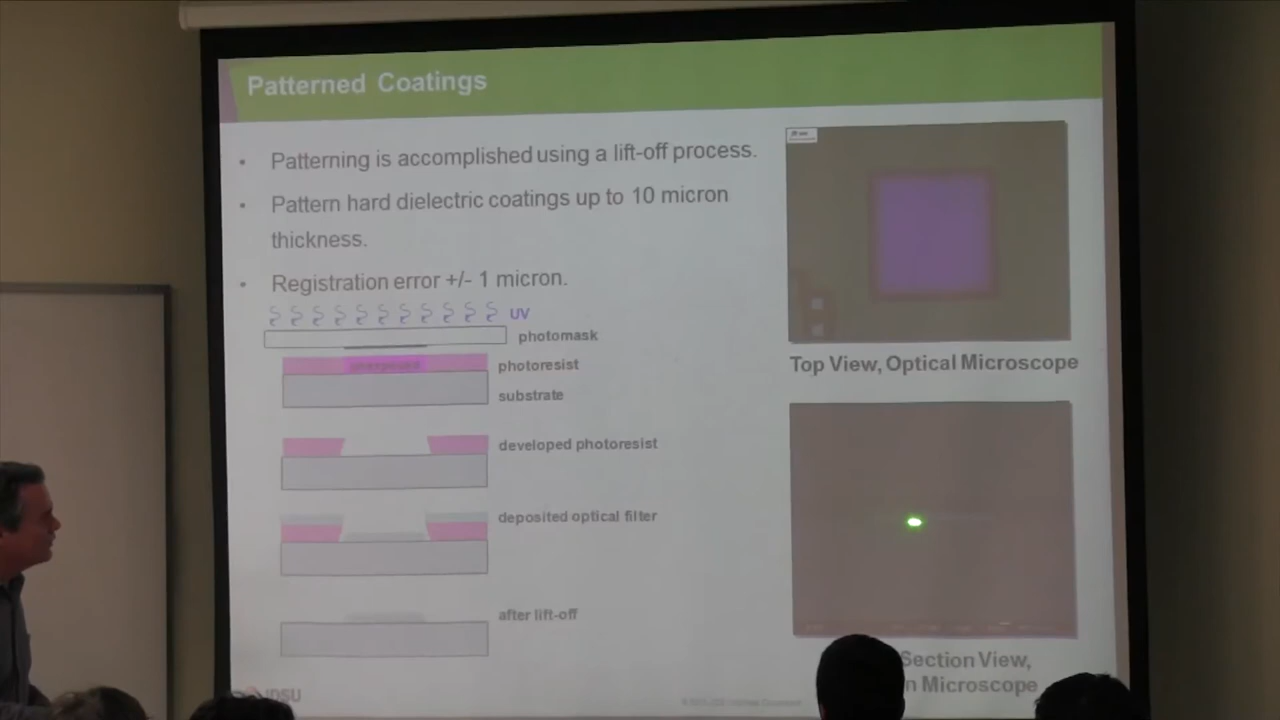 Patterned Coatings
• Patterning is accomplished using a lift-off process.
• Pattern hard dielectric coatings up to 10 micron
thickness.
• Registration error +/- 1 micron.
UV
photomask
photoresist
substrate
developed photoresist
deposited optical filter
after lift-off
Top View, Optical Microscope
Section View,
Microscope
JDSU